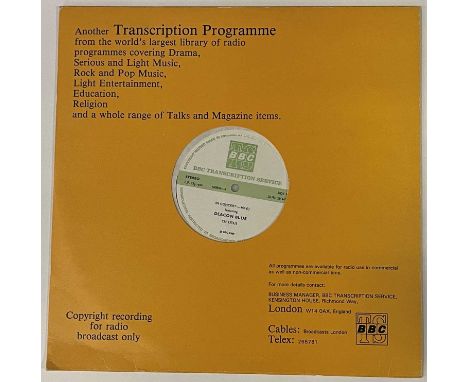 Another Transcription Programme
from the world's largest library of radio
programmes covering Drama,
Serious and Light Music,
Rock and Pop Music,
Light Entertainment,
Education,
Religion
and a whole range of Talks and Magazine items.
BBC
BBC TRANSCRIPTION SERVICE
STEREO
IN CONCERT
featuring
DEACON BLUE
All programmes are available for radio use in commercial
as well as non-commercial time.
For more details contact:
BUSINESS MANAGER, BBC TRANSCRIPTION SERVICE,
KENSINGTON HOUSE, Richmond Way,
London W14 0AX, England
Cables: Broadcasts London
Telex: 265781
TS
BBC
Copyright recording
for radio
broadcast only